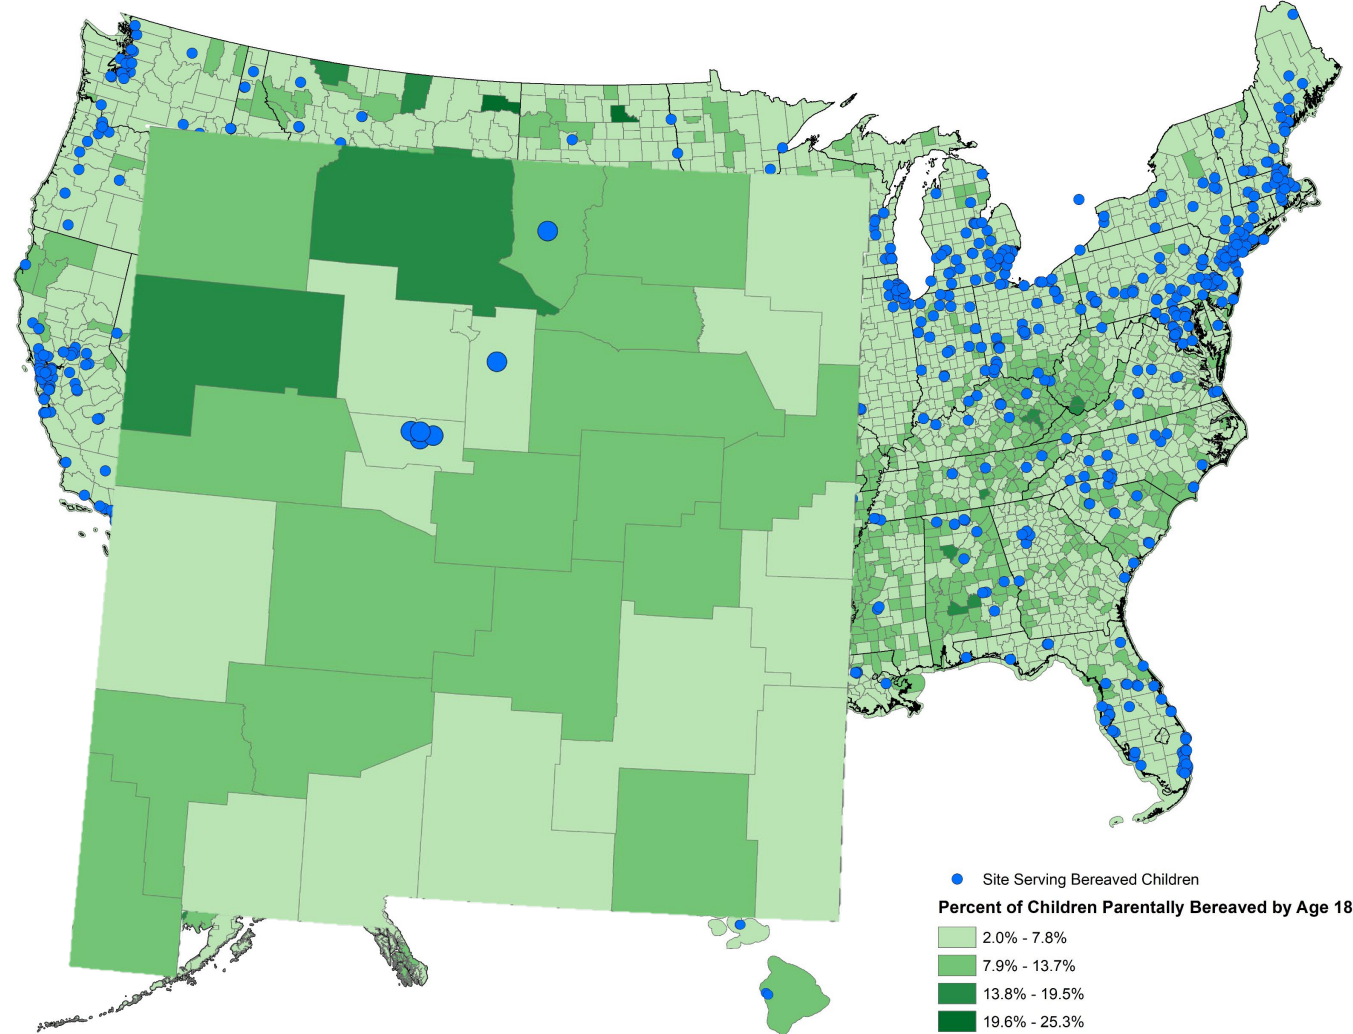 Site Serving Bereaved Children
Percent of Children Parentally Bereaved by Age 18
2.0% - 7.8%
7.9% - 13.7%
13.8% - 19.5%
19.6% - 25.3%